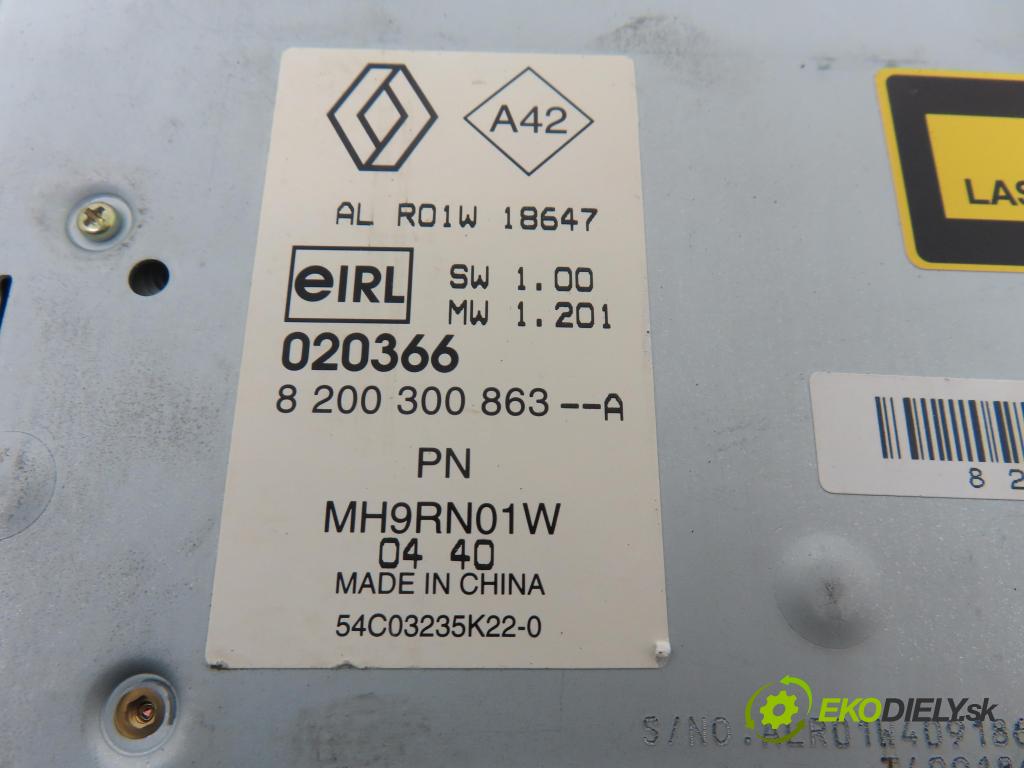 A42
AL R01W 18647
eIRL SW 1.00
MW 1.201
020366
8 200 300 863--A
PN
MH9RN01W
04 40
MADE IN CHINA
54C03235K22-0
LAS
8 2
S/NO.:
EKODIELY.sk